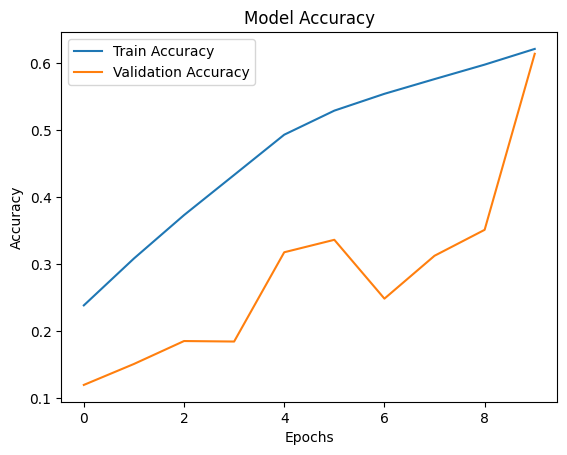 Model Accuracy
Train Accuracy
Validation Accuracy
0.6
0.5
0.4
0.3
0.2
0.1
Accuracy
0 2 4 6 8
Epochs